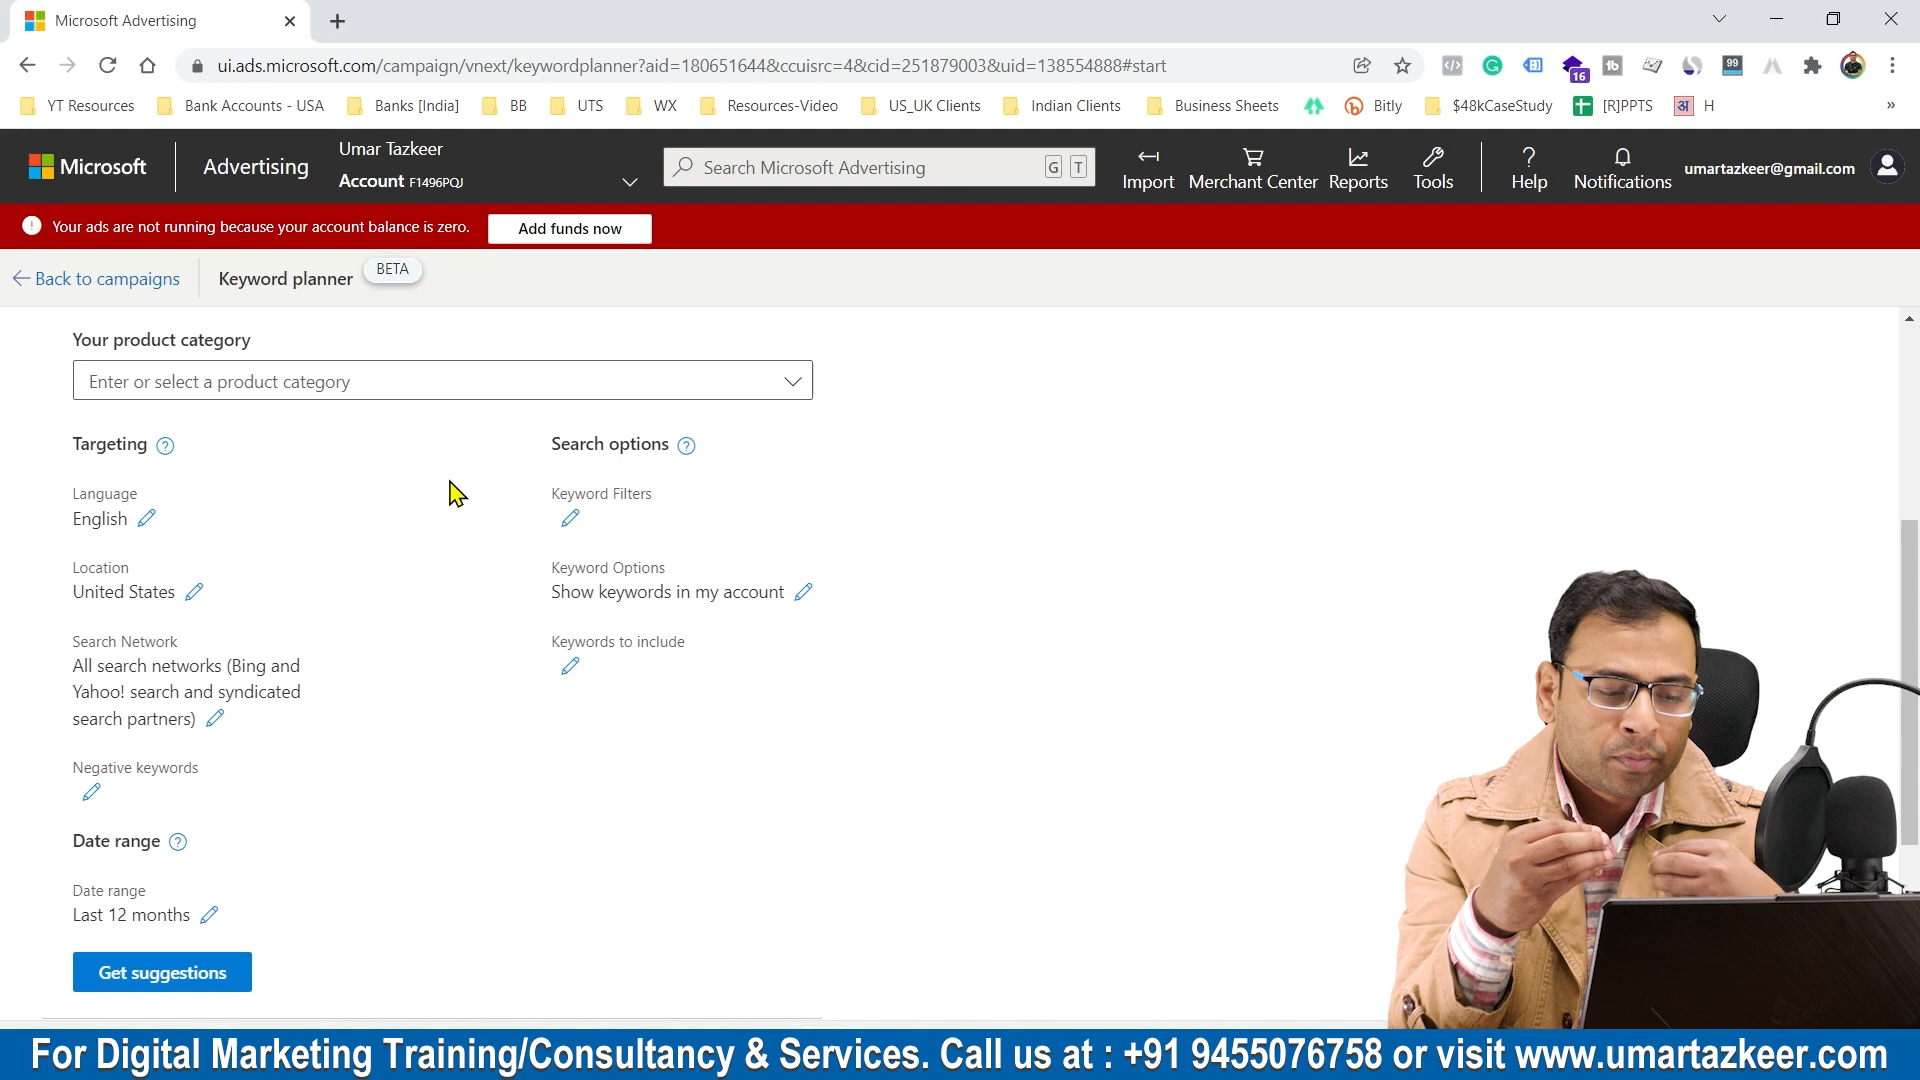 Microsoft Advertising
ui.ads.microsoft.com/campaign/vnext/keywordplanner?aid=180651644&ccuisrc=4&cid=251879003&uid=138554888#start
16
99
YT Resources
Bank Accounts - USA
Banks [India]
BB
UTS
WX
Resources-Video
US_UK Clients
Indian Clients
Business Sheets
Bitly
$48kCaseStudy
[R]PPTS
अ
H
»
Microsoft
Advertising
Umar Tazkeer
Account F1496PQJ
Search Microsoft Advertising
G T
Import
Merchant Center
Reports
Tools
Help
Notifications
umartazkeer@gmail.com
Your ads are not running because your account balance is zero.
Add funds now
Back to campaigns
Keyword planner
BETA
Your product category
Enter or select a product category
Targeting
Language
English
Location
United States
Search Network
All search networks (Bing and
Yahoo! search and syndicated
search partners)
Negative keywords
Date range
Date range
Last 12 months
Get suggestions
Search options
Keyword Filters
Keyword Options
Show keywords in my account
Keywords to include
For Digital Marketing Training/Consultancy & Services. Call us at : +91 9455076758 or visit www.umartazkeer.com